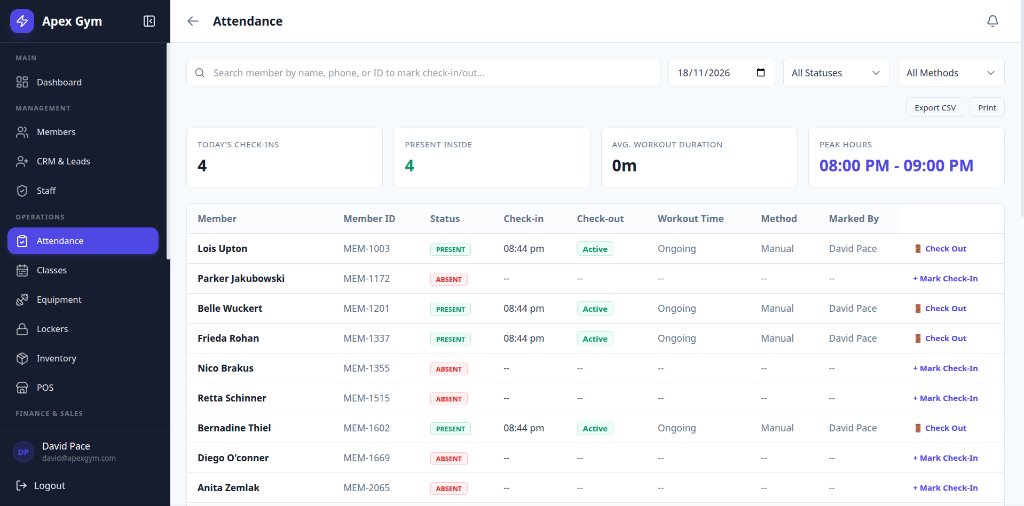 Apex Gym
MAIN
Dashboard
MANAGEMENT
Members
CRM & Leads
Staff
OPERATIONS
Attendance
Classes
Equipment
Lockers
Inventory
POS
FINANCE & SALES
DP
David Pace
david@apexgym.com
Logout
Attendance
Search member by name, phone, or ID to mark check-in/out...
18/11/2026
All Statuses
All Methods
Export CSV
Print
TODAY'S CHECK-INS
4
PRESENT INSIDE
4
AVG. WORKOUT DURATION
0m
PEAK HOURS
08:00 PM - 09:00 PM
Member Member ID Status Check-in Check-out Workout Time Method Marked By
Lois Upton MEM-1003 PRESENT 08:44 pm Active Ongoing Manual David Pace Check Out
Parker Jakubowski MEM-1172 ABSENT -- -- -- -- -- + Mark Check-In
Belle Wuckert MEM-1201 PRESENT 08:44 pm Active Ongoing Manual David Pace Check Out
Frieda Rohan MEM-1337 PRESENT 08:44 pm Active Ongoing Manual David Pace Check Out
Nico Brakus MEM-1355 ABSENT -- -- -- -- -- + Mark Check-In
Retta Schinner MEM-1515 ABSENT -- -- -- -- -- + Mark Check-In
Bernadine Thiel MEM-1602 PRESENT 08:44 pm Active Ongoing Manual David Pace Check Out
Diego O'conner MEM-1669 ABSENT -- -- -- -- -- + Mark Check-In
Anita Zemlak MEM-2065 ABSENT -- -- -- -- -- + Mark Check-In